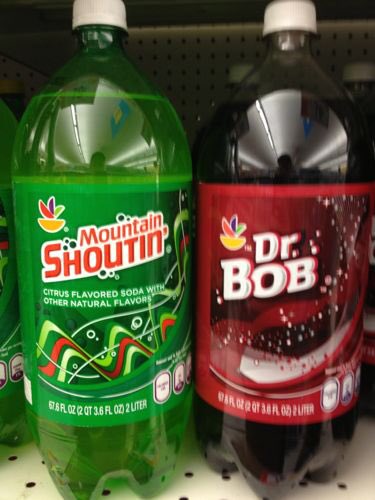 Mountain
SHOUTIN'
CITRUS FLAVORED SODA WITH
OTHER NATURAL FLAVORS
67.6 FL OZ (2 QT 3.6 FL OZ) 2 LITER
Dr.
BOB
67.6 FL OZ (2 QT 3.6 FL OZ) 2 LITER